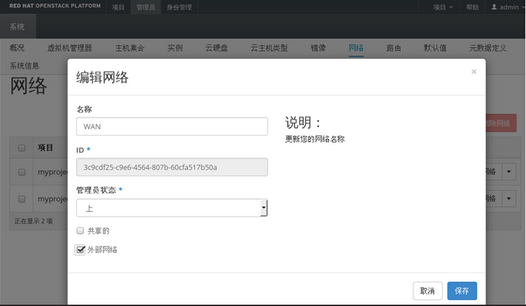 RED HAT OPENSTACK PLATFORM 项目 管理员 身份管理 项目 帮助 admin
系统
概况 虚拟机管理器 主机集合 实例 云硬盘 云主机类型 镜像 网络 路由 默认值 元数据定义
系统信息
网络
编辑网络 ×
名称
WAN
说明：
更新您的网络名称
除网络
项目
ID *
3c9cdf25-c9e6-4564-807b-60cfa517b50a
myproje
络
管理员状态 *
上
myproje
络
正在显示 2 项
共享的
外部网络
取消 保存